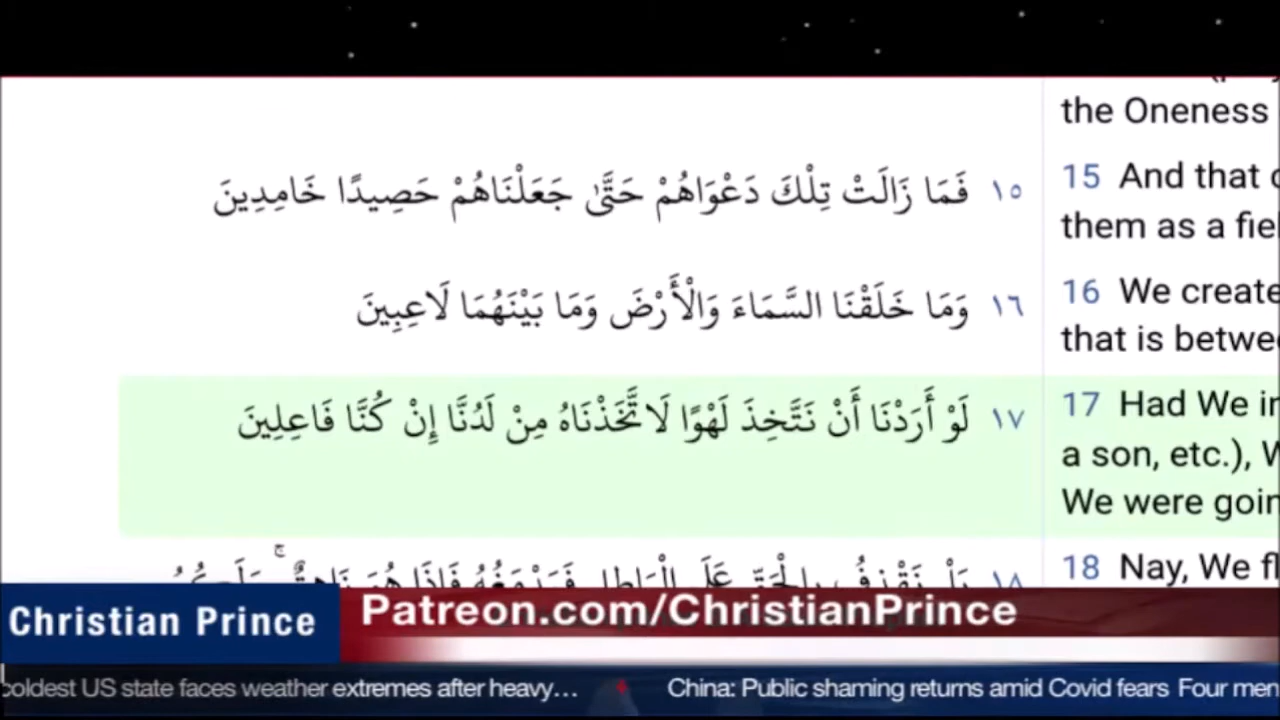 the Oneness
فَمَا زَالَتْ تِلْكَ دَعْوَاهُمْ حَتَّىٰ جَعَلْنَاهُمْ حَصِيدًا خَامِدِينَ ١٥
15 And that
them as a
وَمَا خَلَقْنَا السَّمَاءَ وَالْأَرْضَ وَمَا بَيْنَهُمَا لَاعِبِينَ ١٦
16 We create
that is
لَوْ أَرَدْنَا أَنْ نَتَّخِذَ لَهْوًا لَاتَّخَذْنَاهُ مِنْ لَدُنَّا إِنْ كُنَّا فَاعِلِينَ ١٧
17 Had We
a son, etc.),
We were
18 Nay, We
Christian Prince
Patreon.com/ChristianPrince
coldest US state faces weather extremes after heavy... China: Public shaming returns amid Covid fears Four men